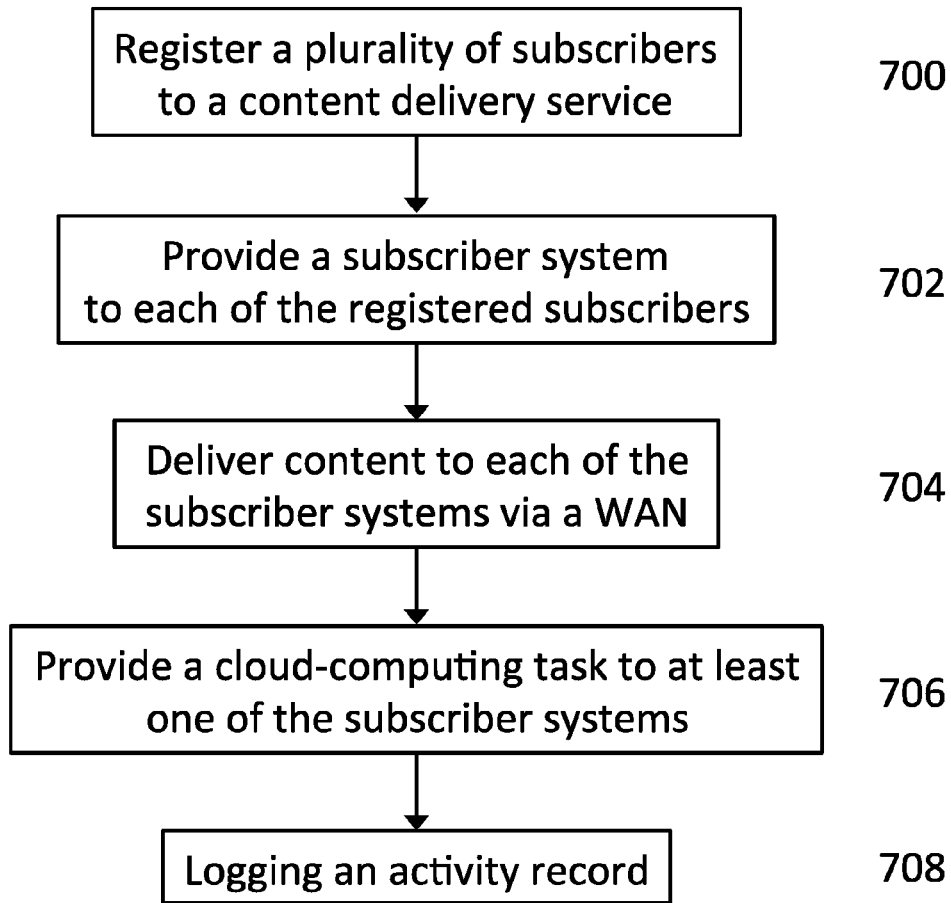 Register a plurality of subscribers
to a content delivery service
700
Provide a subscriber system
to each of the registered subscribers
702
Deliver content to each of the
subscriber systems via a WAN
704
Provide a cloud-computing task to at least
one of the subscriber systems
706
Logging an activity record
708